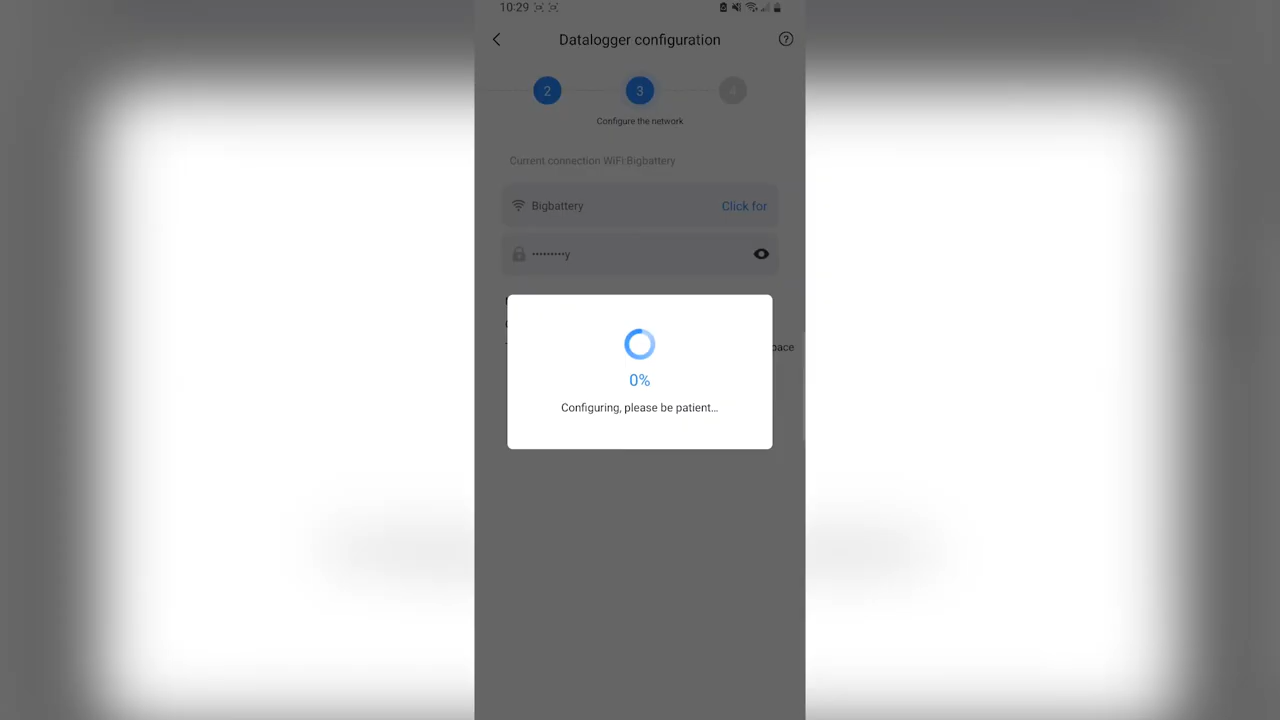 10:29
Datalogger configuration
2
3
4
Configure the network
Current connection WiFi:Bigbattery
Bigbattery
Click for
•••••••••y
0%
Configuring, please be patient...